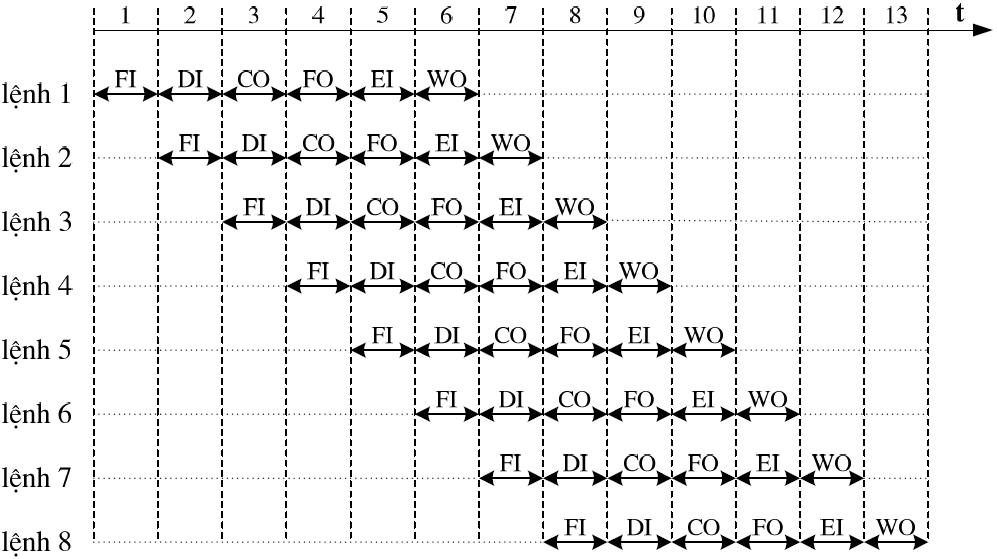 1 2 3 4 5 6 7 8 9 10 11 12 13 t
lệnh 1 FI DI CO FO EI WO
lệnh 2 FI DI CO FO EI WO
lệnh 3 FI DI CO FO EI WO
lệnh 4 FI DI CO FO EI WO
lệnh 5 FI DI CO FO EI WO
lệnh 6 FI DI CO FO EI WO
lệnh 7 FI DI CO FO EI WO
lệnh 8 FI DI CO FO EI WO